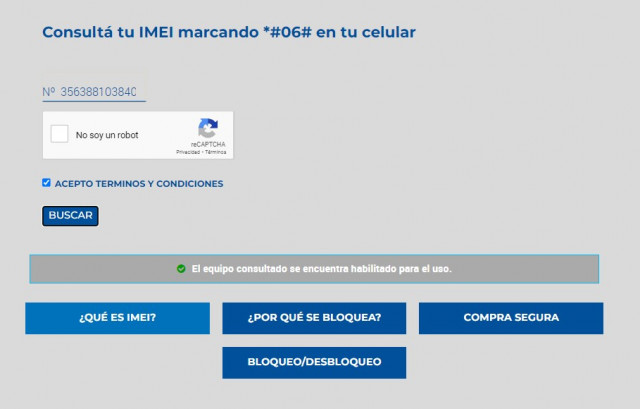 Consultá tu IMEI marcando *#06# en tu celular
Nº 356388103840
No soy un robot
reCAPTCHA
Privacidad - Términos
ACEPTO TERMINOS Y CONDICIONES
BUSCAR
El equipo consultado se encuentra habilitado para el uso.
¿QUÉ ES IMEI?
¿POR QUÉ SE BLOQUEA?
COMPRA SEGURA
BLOQUEO/DESBLOQUEO